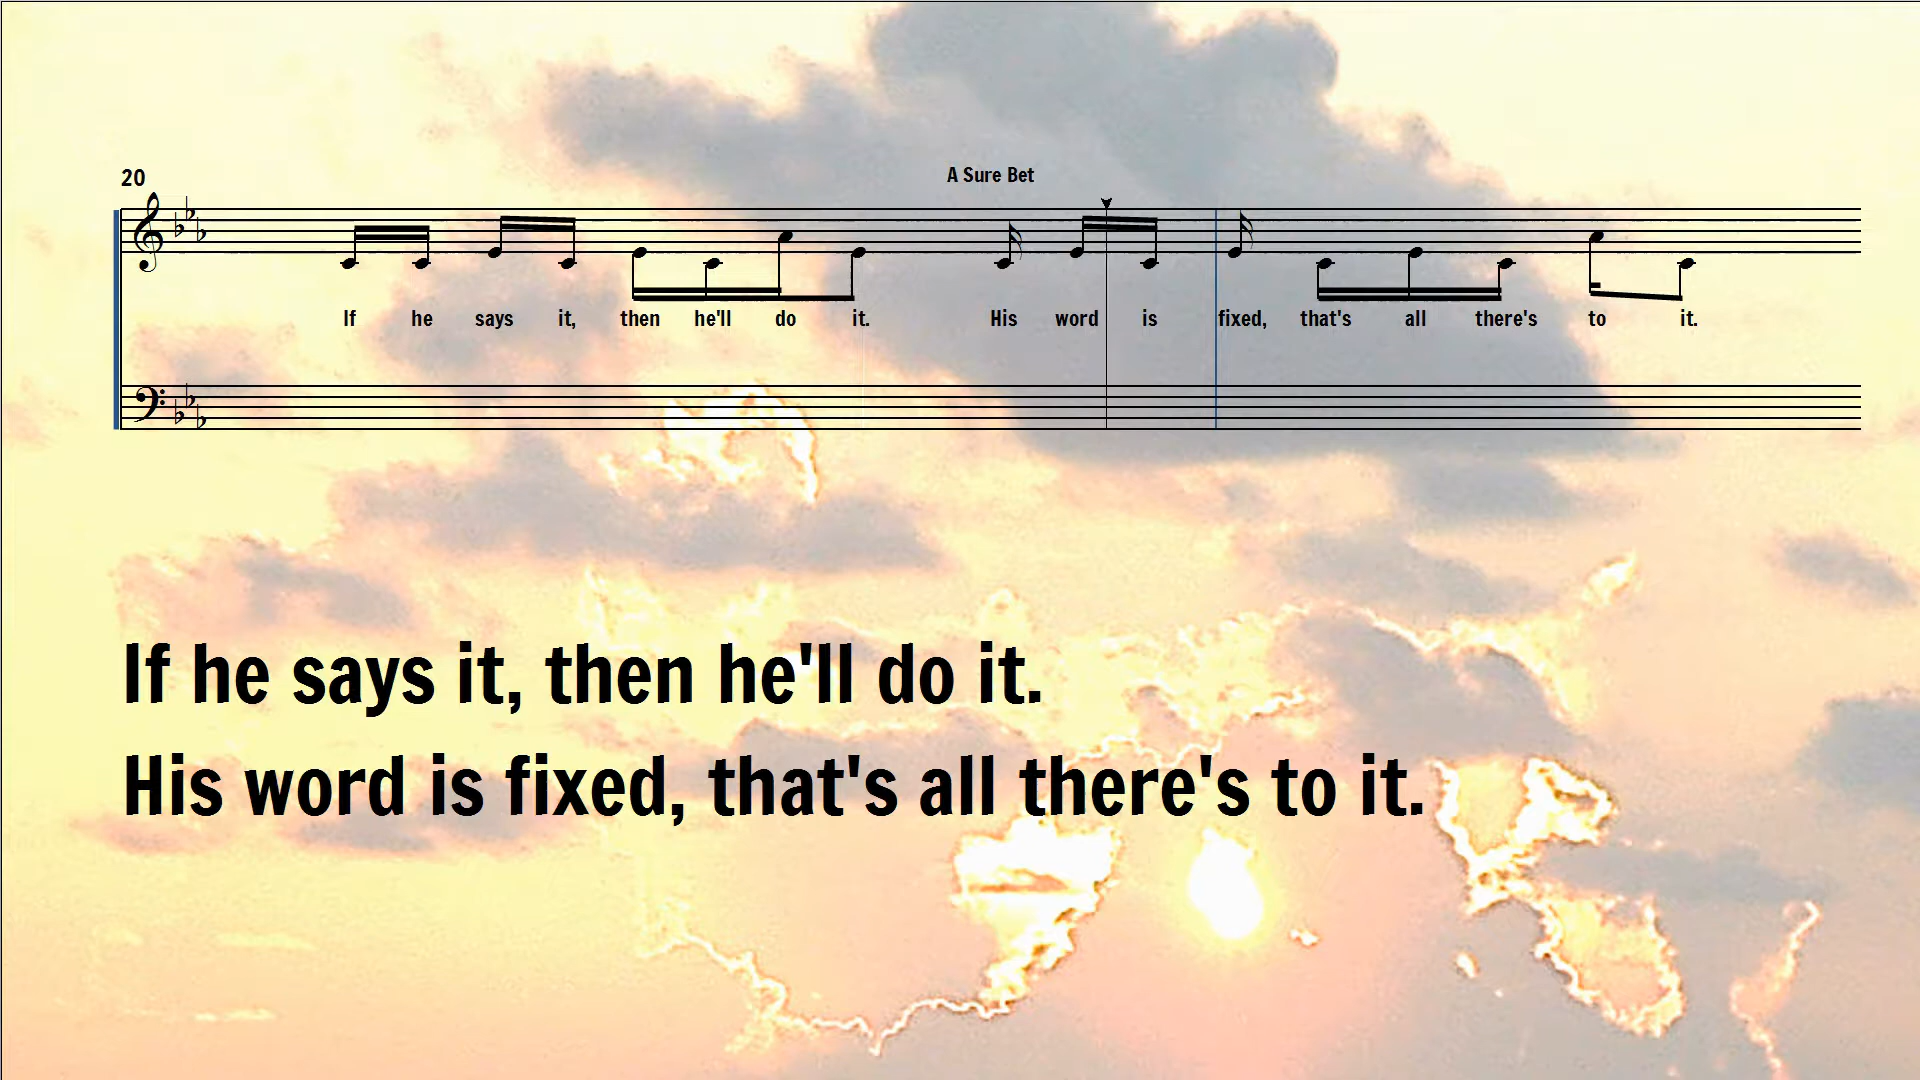 20
A Sure Bet
If he says it, then he'll do it. His word is fixed, that's all there's to it.
If he says it, then he'll do it.
His word is fixed, that's all there's to it.